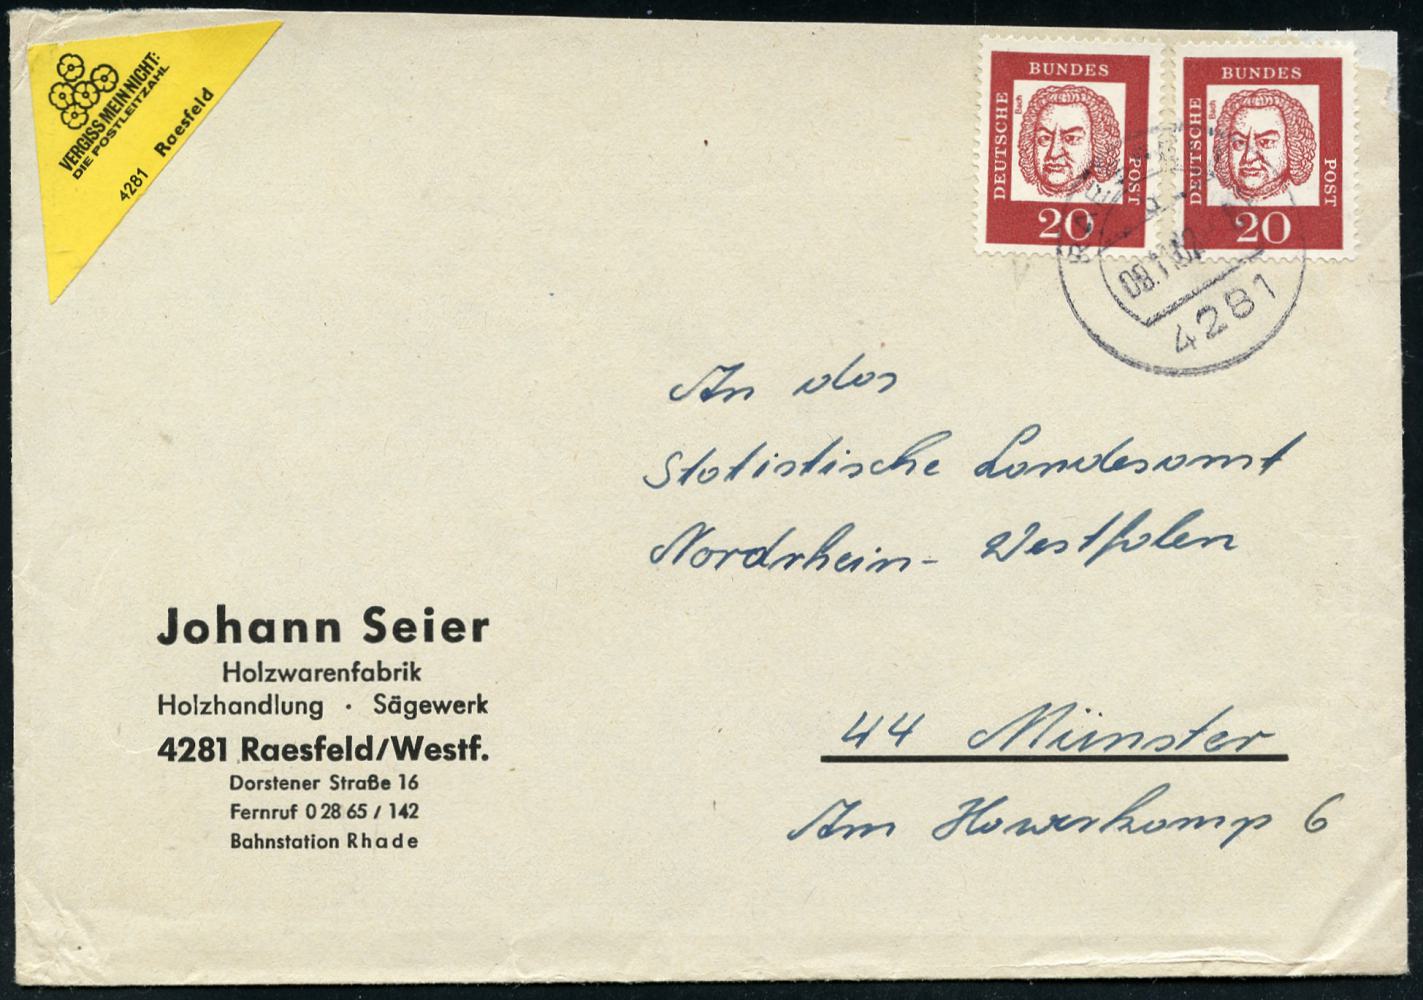 VERGISS MEIN NICHT:
DIE POSTLEITZAHL
4281 Raesfeld
DEUTSCHE BUNDES POST
Bach
20
DEUTSCHE BUNDES POST
Bach
20
4281
An das
Statistische Landesamt
Nordrhein-Westfalen
Johann Seier
Holzwarenfabrik
Holzhandlung · Sägewerk
4281 Raesfeld/Westf.
Dorstener Straße 16
Fernruf 0 28 65 / 142
Bahnstation Rhade
44 Münster
Am Hawerkamp 6